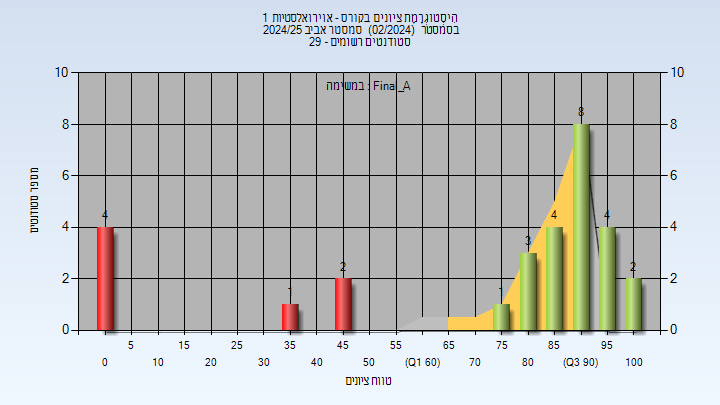 היסטוגרמת ציונים בקורס - אוירואלסטיות 1
בסמסטר (02/2024) סמסטר אביב 2024/25
סטודנטים רשומים - 29
במשימה : Final_A
מספר סטודנטים
10 10
8 8
6 6
4 4
2 2
0 0
4 1 2 1 3 4 8 4 2
5 15 25 35 45 55 65 75 85 95
0 10 20 30 40 50 (Q1 60) 70 80 (Q3 90) 100
טווח ציונים